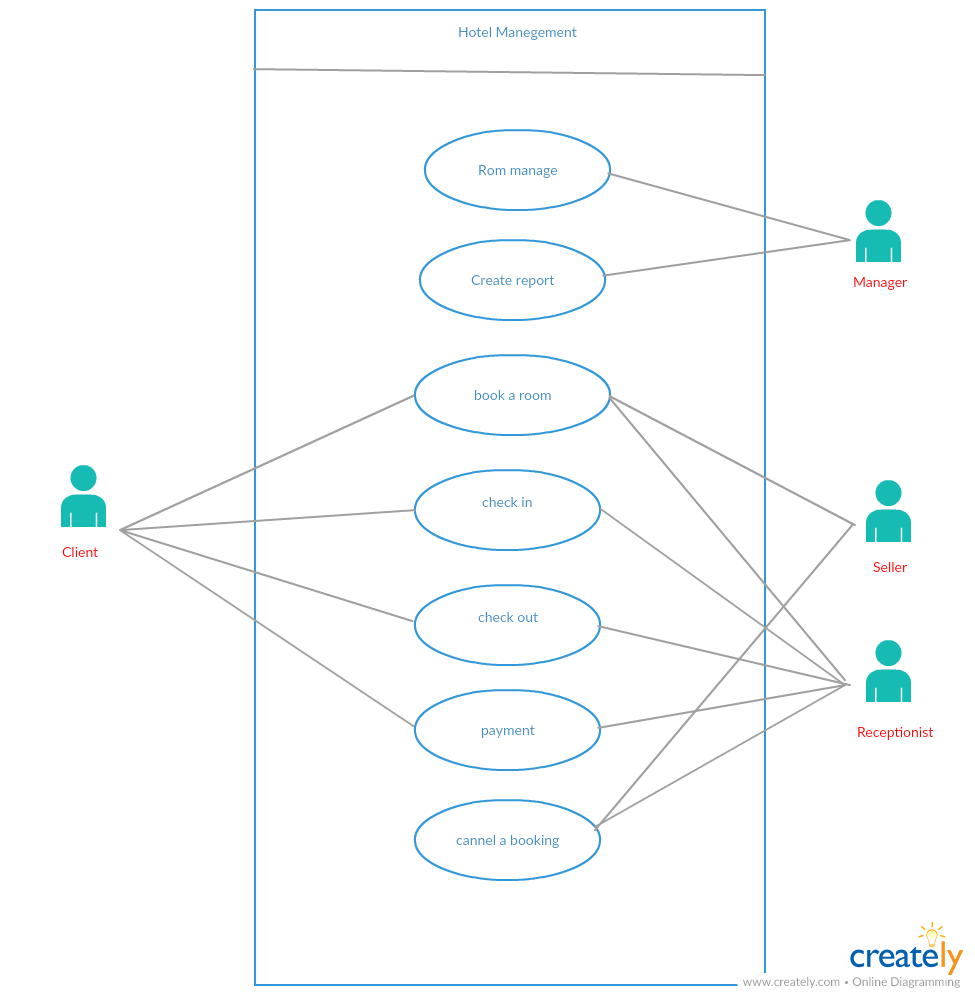 Hotel Manegement
Rom manage
Create report
Manager
book a room
check in
Client
Seller
check out
payment
Receptionist
cannel a booking
creately
www.creately.com • Online Diagramming